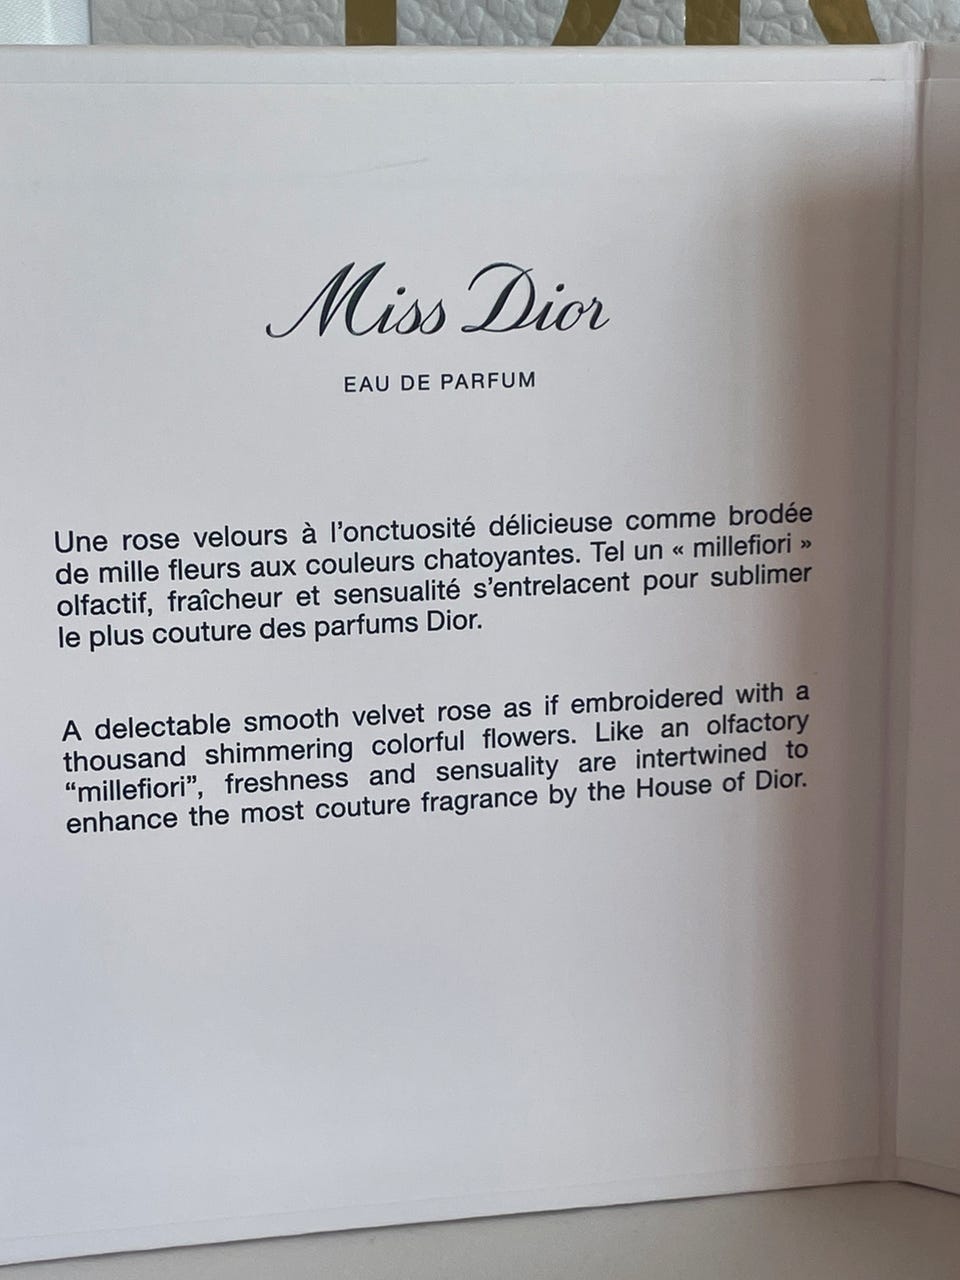 Miss Dior
EAU DE PARFUM
Une rose velours à l'onctuosité délicieuse comme brodée
de mille fleurs aux couleurs chatoyantes. Tel un « millefiori »
olfactif, fraîcheur et sensualité s'entrelacent pour sublimer
le plus couture des parfums Dior.
A delectable smooth velvet rose as if embroidered with a
thousand shimmering colorful flowers. Like an olfactory
“millefiori”, freshness and sensuality are intertwined to
enhance the most couture fragrance by the House of Dior.